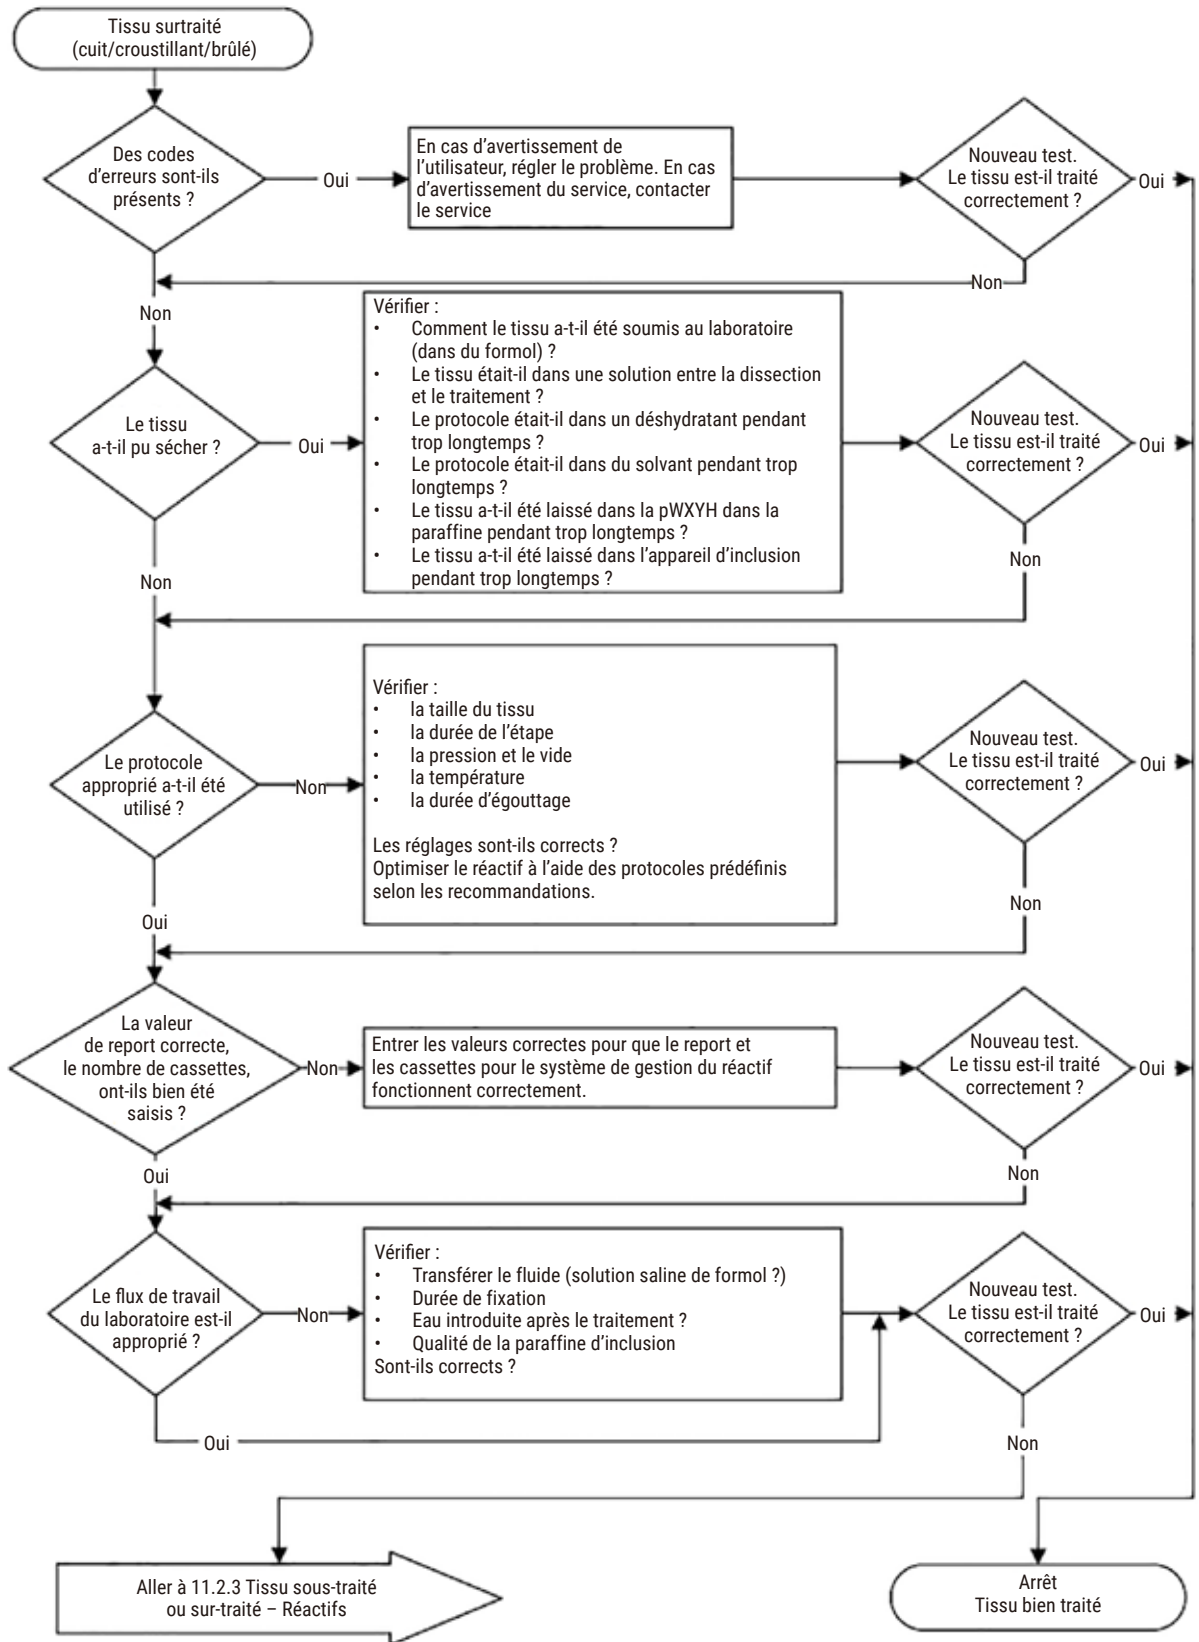 Tissu surtraité
(cuit/croustillant/brûlé)
Des codes
d'erreurs sont-ils
présents ?
Oui
En cas d'avertissement de
l'utilisateur, régler le problème. En cas
d'avertissement du service, contacter
le service
Nouveau test.
Le tissu est-il traité
correctement ?
Oui
Non
Non
Le tissu
a-t-il pu sécher ?
Oui
Vérifier :
• Comment le tissu a-t-il été soumis au laboratoire
(dans du formol) ?
• Le tissu était-il dans une solution entre la dissection
et le traitement ?
• Le protocole était-il dans un déshydratant pendant
trop longtemps ?
• Le protocole était-il dans du solvant pendant trop
longtemps ?
• Le tissu a-t-il été laissé dans la pWXYH dans la
paraffine pendant trop longtemps ?
• Le tissu a-t-il été laissé dans l'appareil d'inclusion
pendant trop longtemps ?
Nouveau test.
Le tissu est-il traité
correctement ?
Oui
Non
Non
Le protocole
approprié a-t-il été
utilisé ?
Non
Vérifier :
• la taille du tissu
• la durée de l'étape
• la pression et le vide
• la température
• la durée d'égouttage
Les réglages sont-ils corrects ?
Optimiser le réactif à l'aide des protocoles prédéfinis
selon les recommandations.
Nouveau test.
Le tissu est-il traité
correctement ?
Oui
Non
Oui
La valeur
de report correcte,
le nombre de cassettes,
ont-ils bien été
saisis ?
Non
Entrer les valeurs correctes pour que le report et
les cassettes pour le système de gestion du réactif
fonctionnent correctement.
Nouveau test.
Le tissu est-il traité
correctement ?
Oui
Non
Oui
Le flux de travail
du laboratoire est-il
approprié ?
Non
Vérifier :
• Transférer le fluide (solution saline de formol ?)
• Durée de fixation
• Eau introduite après le traitement ?
• Qualité de la paraffine d'inclusion
Sont-ils corrects ?
Nouveau test.
Le tissu est-il traité
correctement ?
Oui
Oui
Non
Aller à 11.2.3 Tissu sous-traité
ou sur-traité – Réactifs
Arrêt
Tissu bien traité